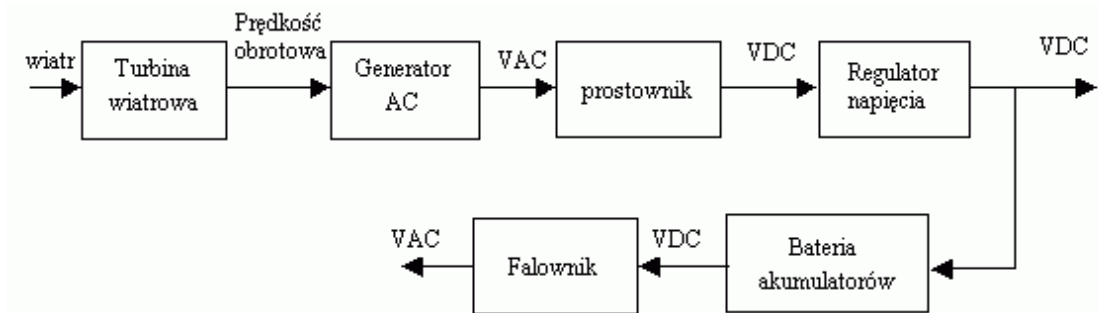 wiatr
Turbina
wiatrowa
Prędkość
obrotowa
Generator
AC
VAC
prostownik
VDC
Regulator
napięcia
VDC
VAC
Falownik
VDC
Bateria
akumulatorów